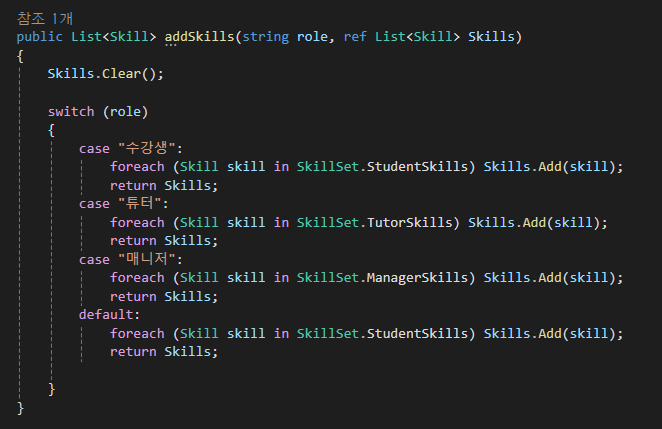 참조 1개
public List<Skill> addSkills(string role, ref List<Skill> Skills)
{
    Skills.Clear();
    switch (role)
    {
        case "수강생":
            foreach (Skill skill in SkillSet.StudentSkills) Skills.Add(skill);
            return Skills;
        case "튜터":
            foreach (Skill skill in SkillSet.TutorSkills) Skills.Add(skill);
            return Skills;
        case "매니저":
            foreach (Skill skill in SkillSet.ManagerSkills) Skills.Add(skill);
            return Skills;
        default:
            foreach (Skill skill in SkillSet.StudentSkills) Skills.Add(skill);
            return Skills;
    }
}